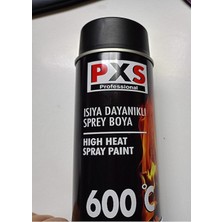 PXS
Professional
ISIYA DAYANIKLI
SPREY BOYA
HIGH HEAT
SPRAY PAINT
600°C